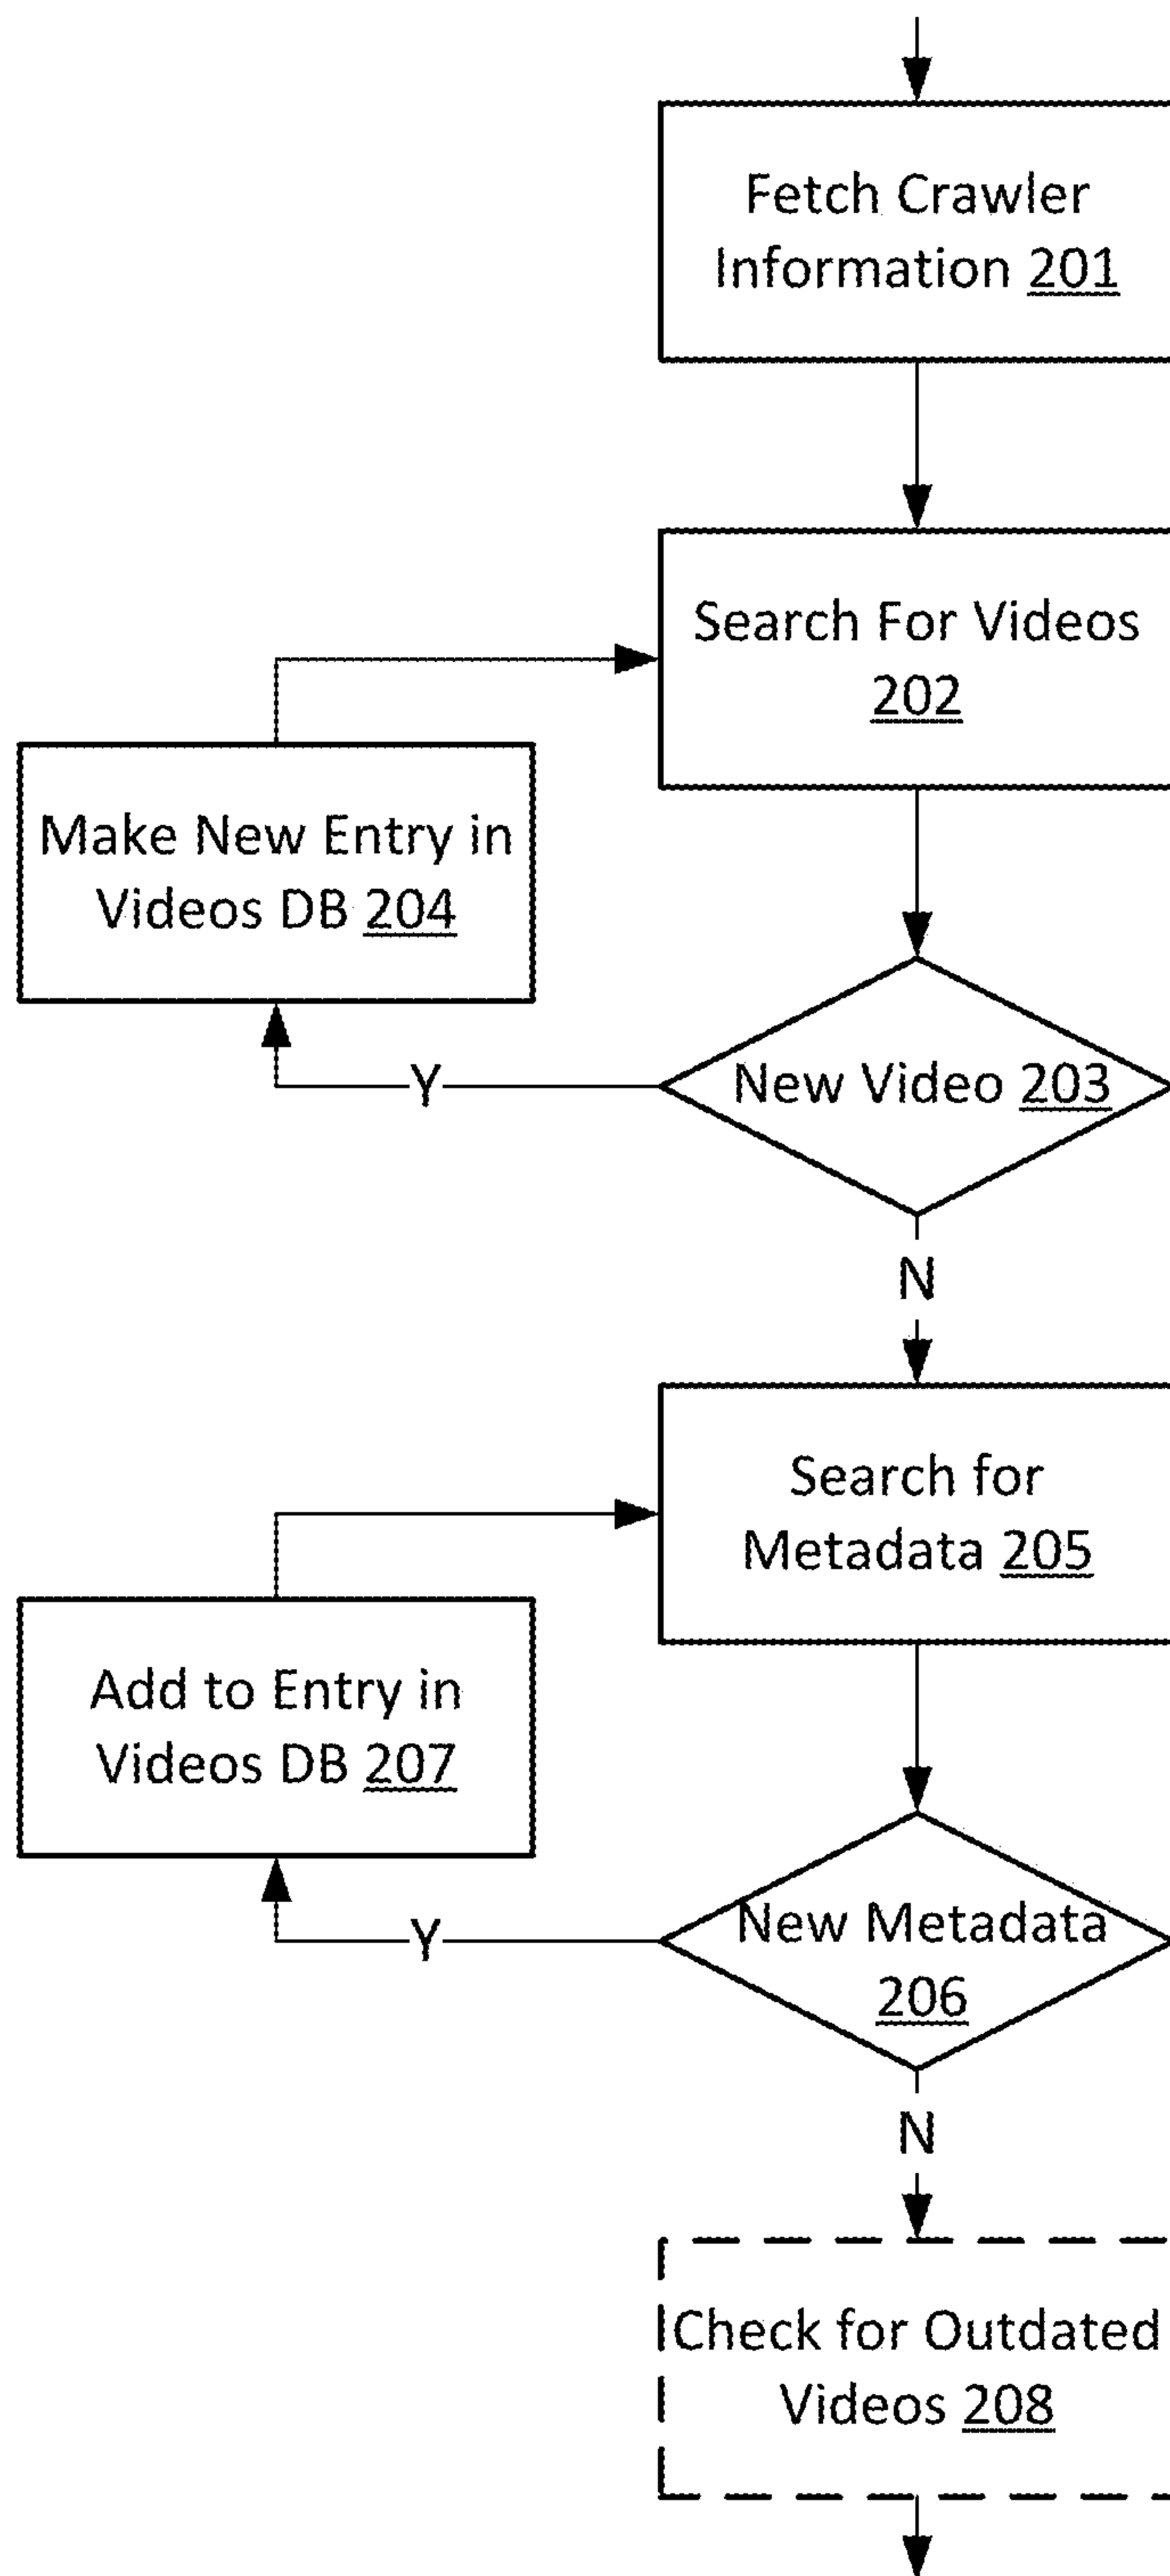 Fetch Crawler
Information 201
Search For Videos
202
Make New Entry in
Videos DB 204
Y
New Video 203
N
Search for
Metadata 205
Add to Entry in
Videos DB 207
Y
New Metadata
206
N
Check for Outdated
Videos 208